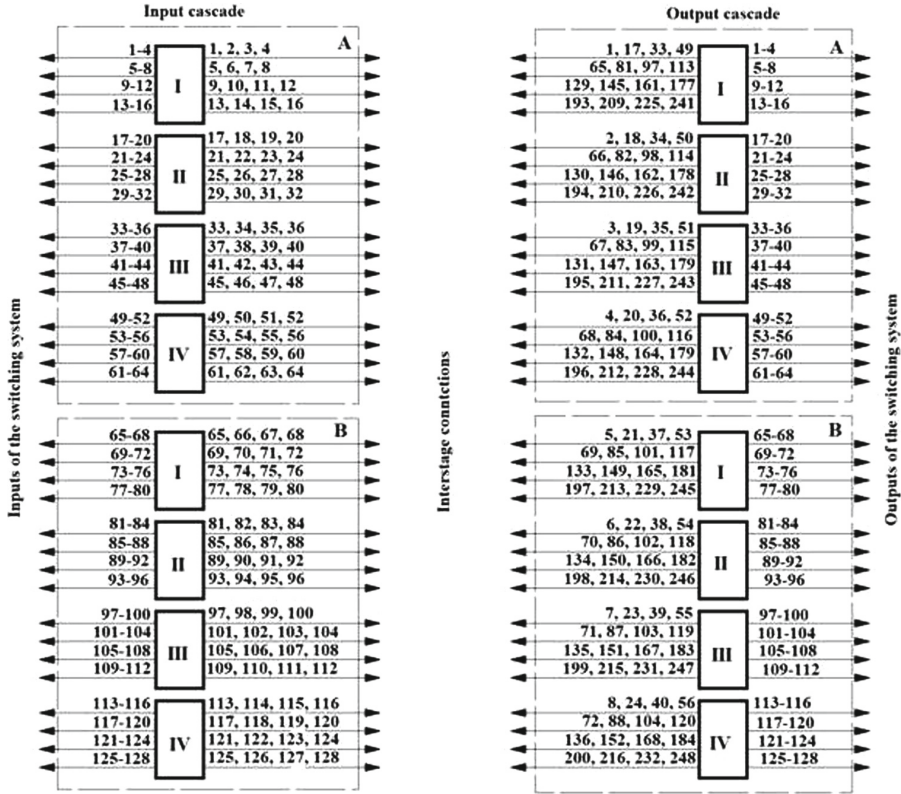 Input cascade
A
1-4 1, 2, 3, 4
5-8 5, 6, 7, 8
9-12 I 9, 10, 11, 12
13-16 13, 14, 15, 16
17-20 17, 18, 19, 20
21-24 21, 22, 23, 24
25-28 II 25, 26, 27, 28
29-32 29, 30, 31, 32
33-36 33, 34, 35, 36
37-40 37, 38, 39, 40
41-44 III 41, 42, 43, 44
45-48 45, 46, 47, 48
49-52 49, 50, 51, 52
53-56 53, 54, 55, 56
57-60 IV 57, 58, 59, 60
61-64 61, 62, 63, 64
B
65-68 65, 66, 67, 68
69-72 69, 70, 71, 72
73-76 I 73, 74, 75, 76
77-80 77, 78, 79, 80
81-84 81, 82, 83, 84
85-88 85, 86, 87, 88
89-92 II 89, 90, 91, 92
93-96 93, 94, 95, 96
97-100 97, 98, 99, 100
101-104 101, 102, 103, 104
105-108 III 105, 106, 107, 108
109-112 109, 110, 111, 112
113-116 113, 114, 115, 116
117-120 117, 118, 119, 120
121-124 IV 121, 122, 123, 124
125-128 125, 126, 127, 128
Inputs of the switching system
Interstage conntctions
Output cascade
A
1, 17, 33, 49 1-4
65, 81, 97, 113 5-8
129, 145, 161, 177 I 9-12
193, 209, 225, 241 13-16
2, 18, 34, 50 17-20
66, 82, 98, 114 21-24
130, 146, 162, 178 II 25-28
194, 210, 226, 242 29-32
3, 19, 35, 51 33-36
67, 83, 99, 115 37-40
131, 147, 163, 179 III 41-44
195, 211, 227, 243 45-48
4, 20, 36, 52 49-52
68, 84, 100, 116 53-56
132, 148, 164, 179 IV 57-60
196, 212, 228, 244 61-64
B
5, 21, 37, 53 65-68
69, 85, 101, 117 69-72
133, 149, 165, 181 I 73-76
197, 213, 229, 245 77-80
6, 22, 38, 54 81-84
70, 86, 102, 118 85-88
134, 150, 166, 182 II 89-92
198, 214, 230, 246 93-96
7, 23, 39, 55 97-100
71, 87, 103, 119 101-104
135, 151, 167, 183 III 105-108
199, 215, 231, 247 109-112
8, 24, 40, 56 113-116
72, 88, 104, 120 117-120
136, 152, 168, 184 IV 121-124
200, 216, 232, 248 125-128
Outputs of the switching system